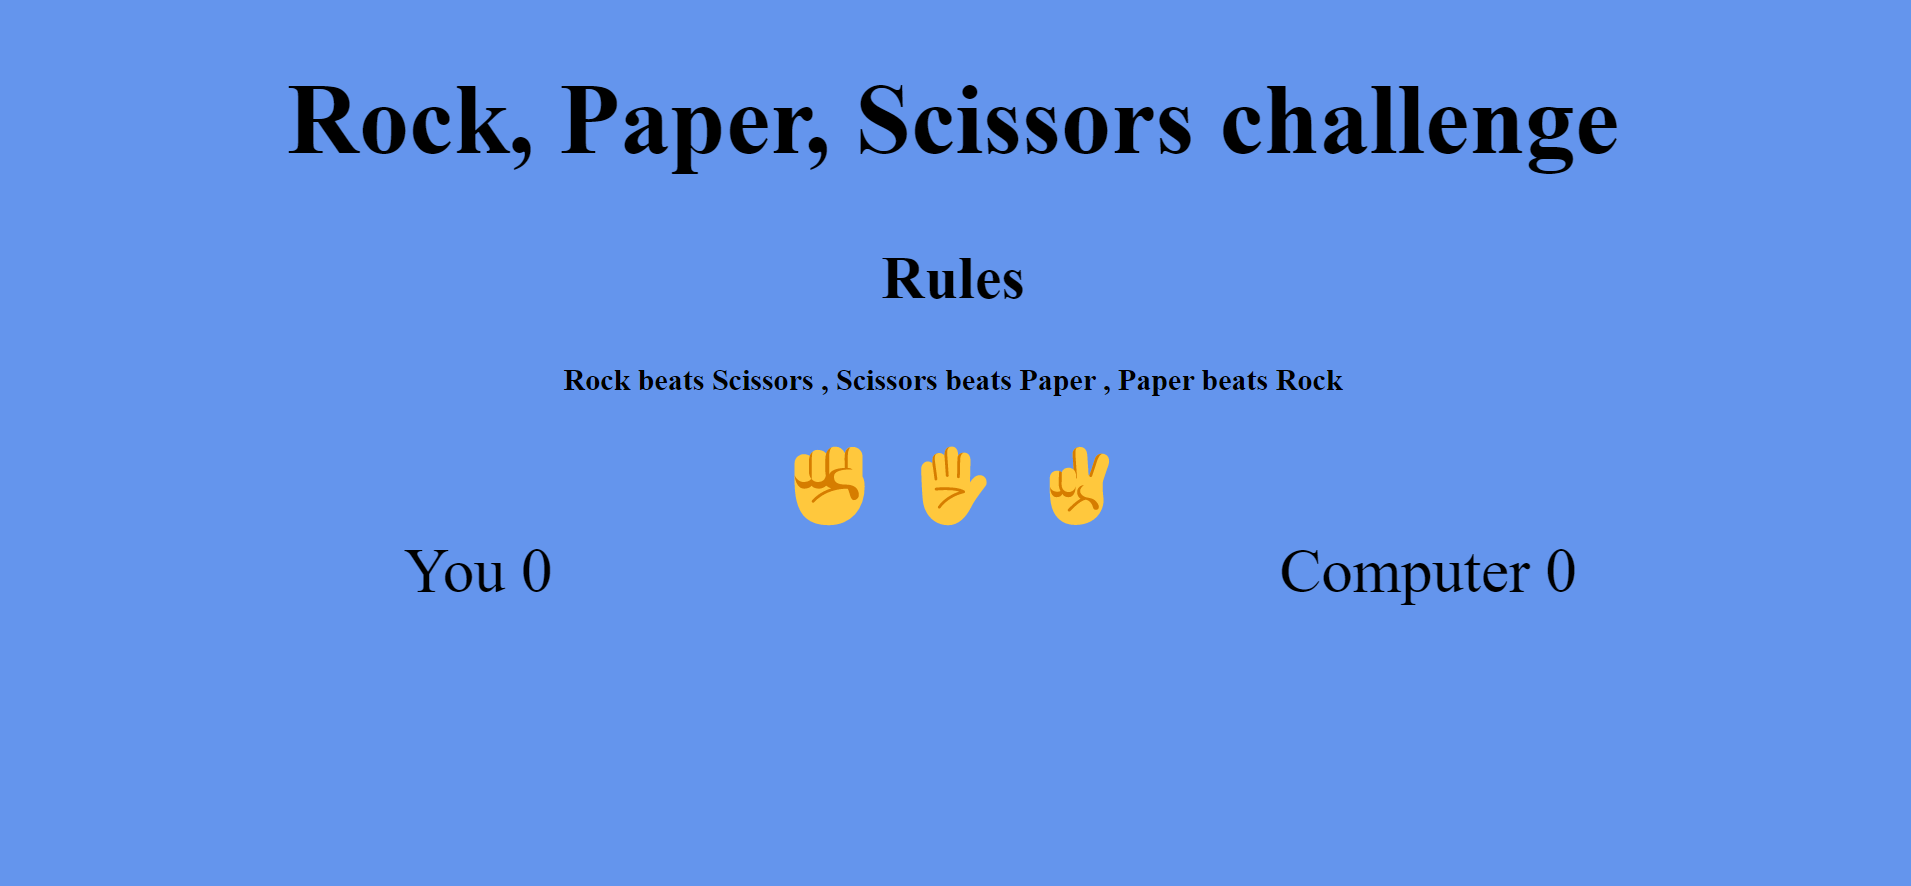 Rock, Paper, Scissors challenge
Rules
Rock beats Scissors , Scissors beats Paper , Paper beats Rock
You 0
Computer 0